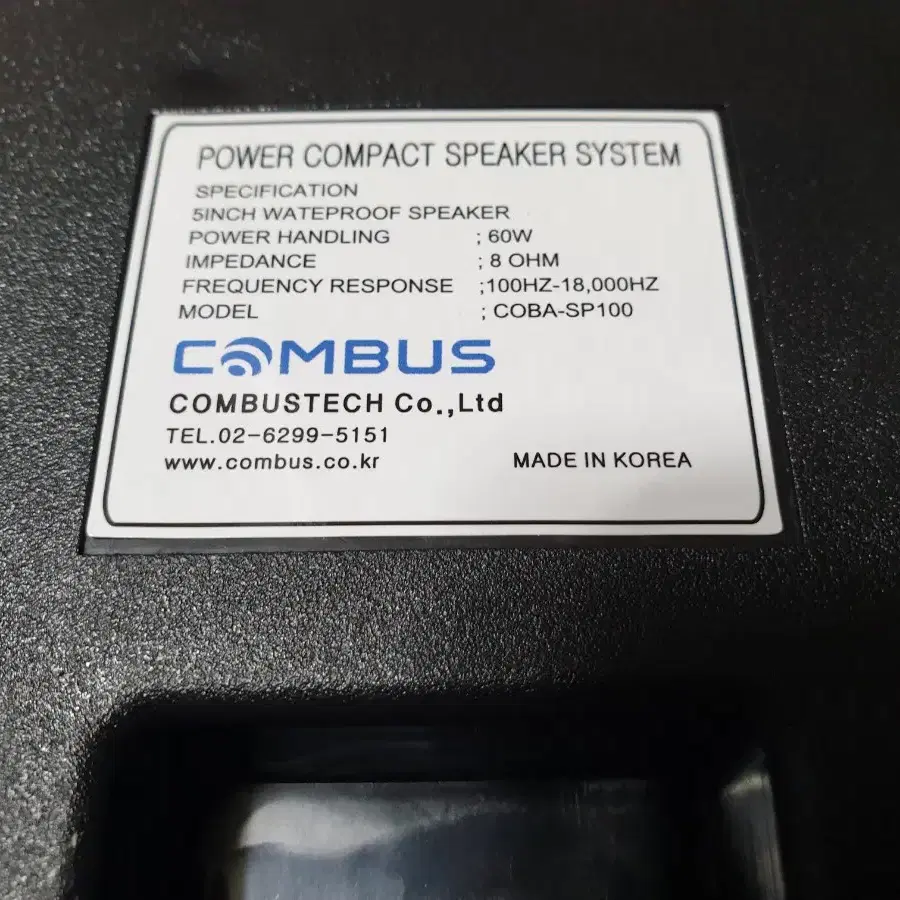 POWER COMPACT SPEAKER SYSTEM
SPECIFICATION
5INCH WATEPROOF SPEAKER
POWER HANDLING ; 60W
IMPEDANCE ; 8 OHM
FREQUENCY RESPONSE ;100HZ-18,000HZ
MODEL ; COBA-SP100
COMBUS
COMBUSTECH Co.,Ltd
TEL.02-6299-5151
www.combus.co.kr MADE IN KOREA